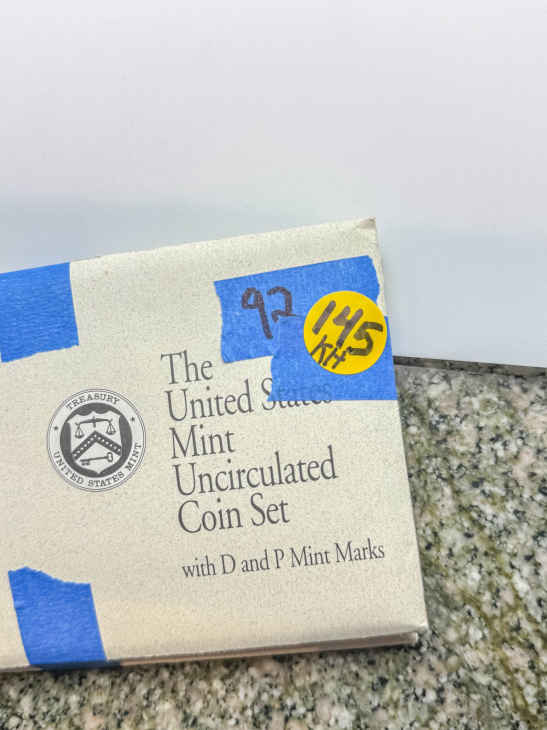 92
145
KH
The
United States
Mint
Uncirculated
Coin Set
with D and P Mint Marks
TREASURY
UNITED STATES MINT